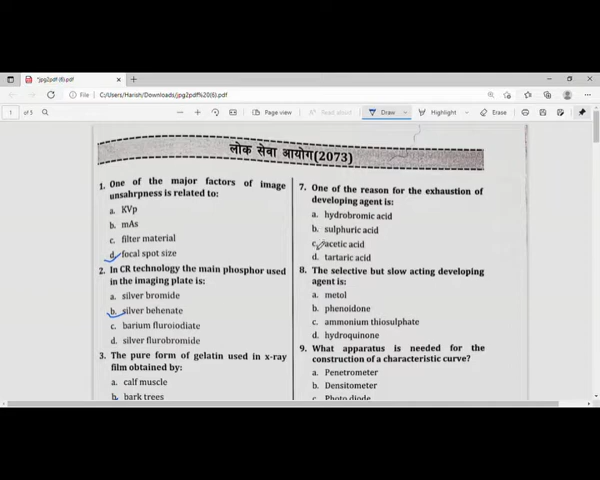 *jpg2pdf (6).pdf
File
C:/Users/Harish/Downloads/jpg2pdf%20(6).pdf
1
of 5
Page view
Read aloud
Draw
Highlight
Erase
लोक सेवा आयोग(2073)
1. One of the major factors of image
unsahrpness is related to:
a. KVp
b. mAs
c. filter material
d. focal spot size
2. In CR technology the main phosphor used
in the imaging plate is:
a. silver bromide
b. silver behenate
c. barium fluroiodiate
d. silver flurobromide
3. The pure form of gelatin used in x-ray
film obtained by:
a. calf muscle
b. bark trees
7. One of the reason for the exhaustion of
developing agent is:
a. hydrobromic acid
b. sulphuric acid
c. acetic acid
d. tartaric acid
8. The selective but slow acting developing
agent is:
a. metol
b. phenoidone
c. ammonium thiosulphate
d. hydroquinone
9. What apparatus is needed for the
construction of a characteristic curve?
a. Penetrometer
b. Densitometer
c. Photo diode